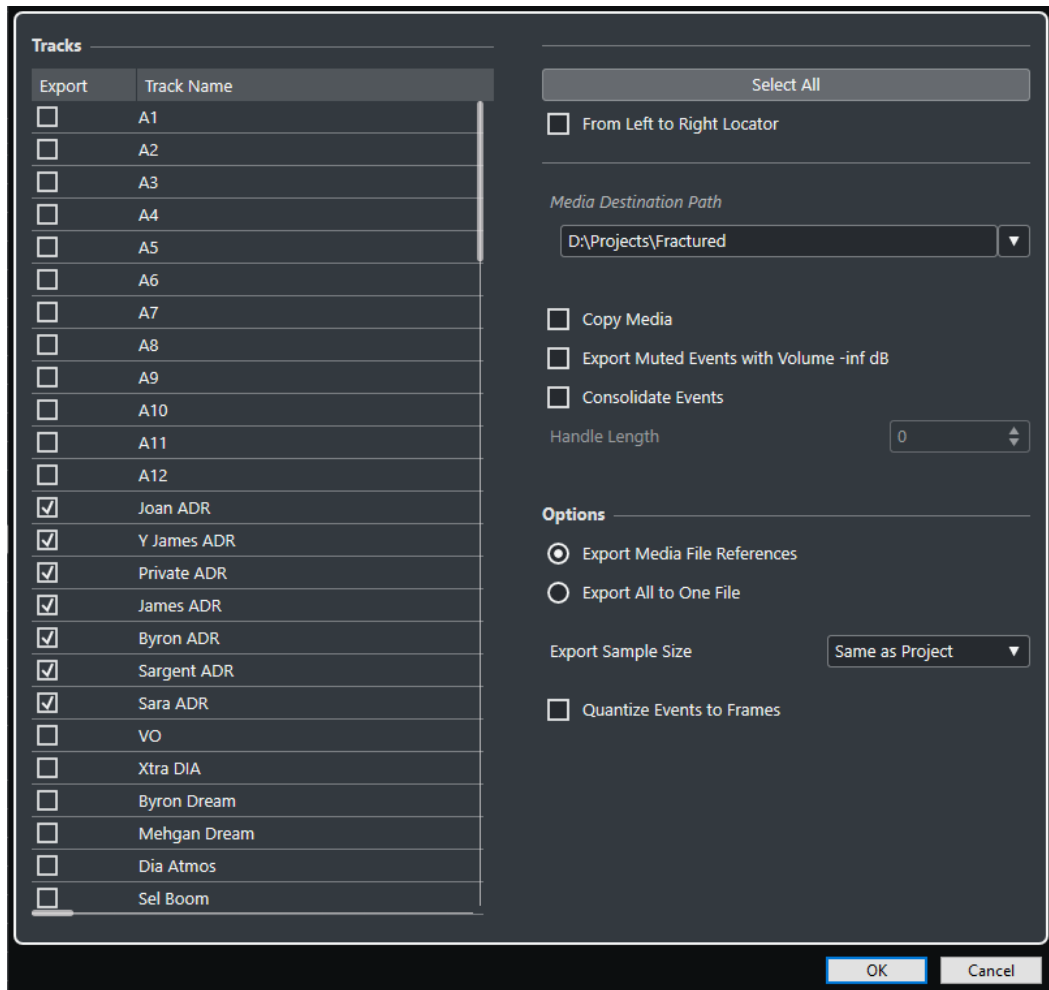 Tracks
Export Track Name
A1
A2
A3
A4
A5
A6
A7
A8
A9
A10
A11
A12
Joan ADR
Y James ADR
Private ADR
James ADR
Byron ADR
Sargent ADR
Sara ADR
VO
Xtra DIA
Byron Dream
Mehgan Dream
Dia Atmos
Sel Boom
Select All
From Left to Right Locator
Media Destination Path
D:\Projects\Fractured
Copy Media
Export Muted Events with Volume -inf dB
Consolidate Events
Handle Length 0
Options
Export Media File References
Export All to One File
Export Sample Size Same as Project
Quantize Events to Frames
OK Cancel